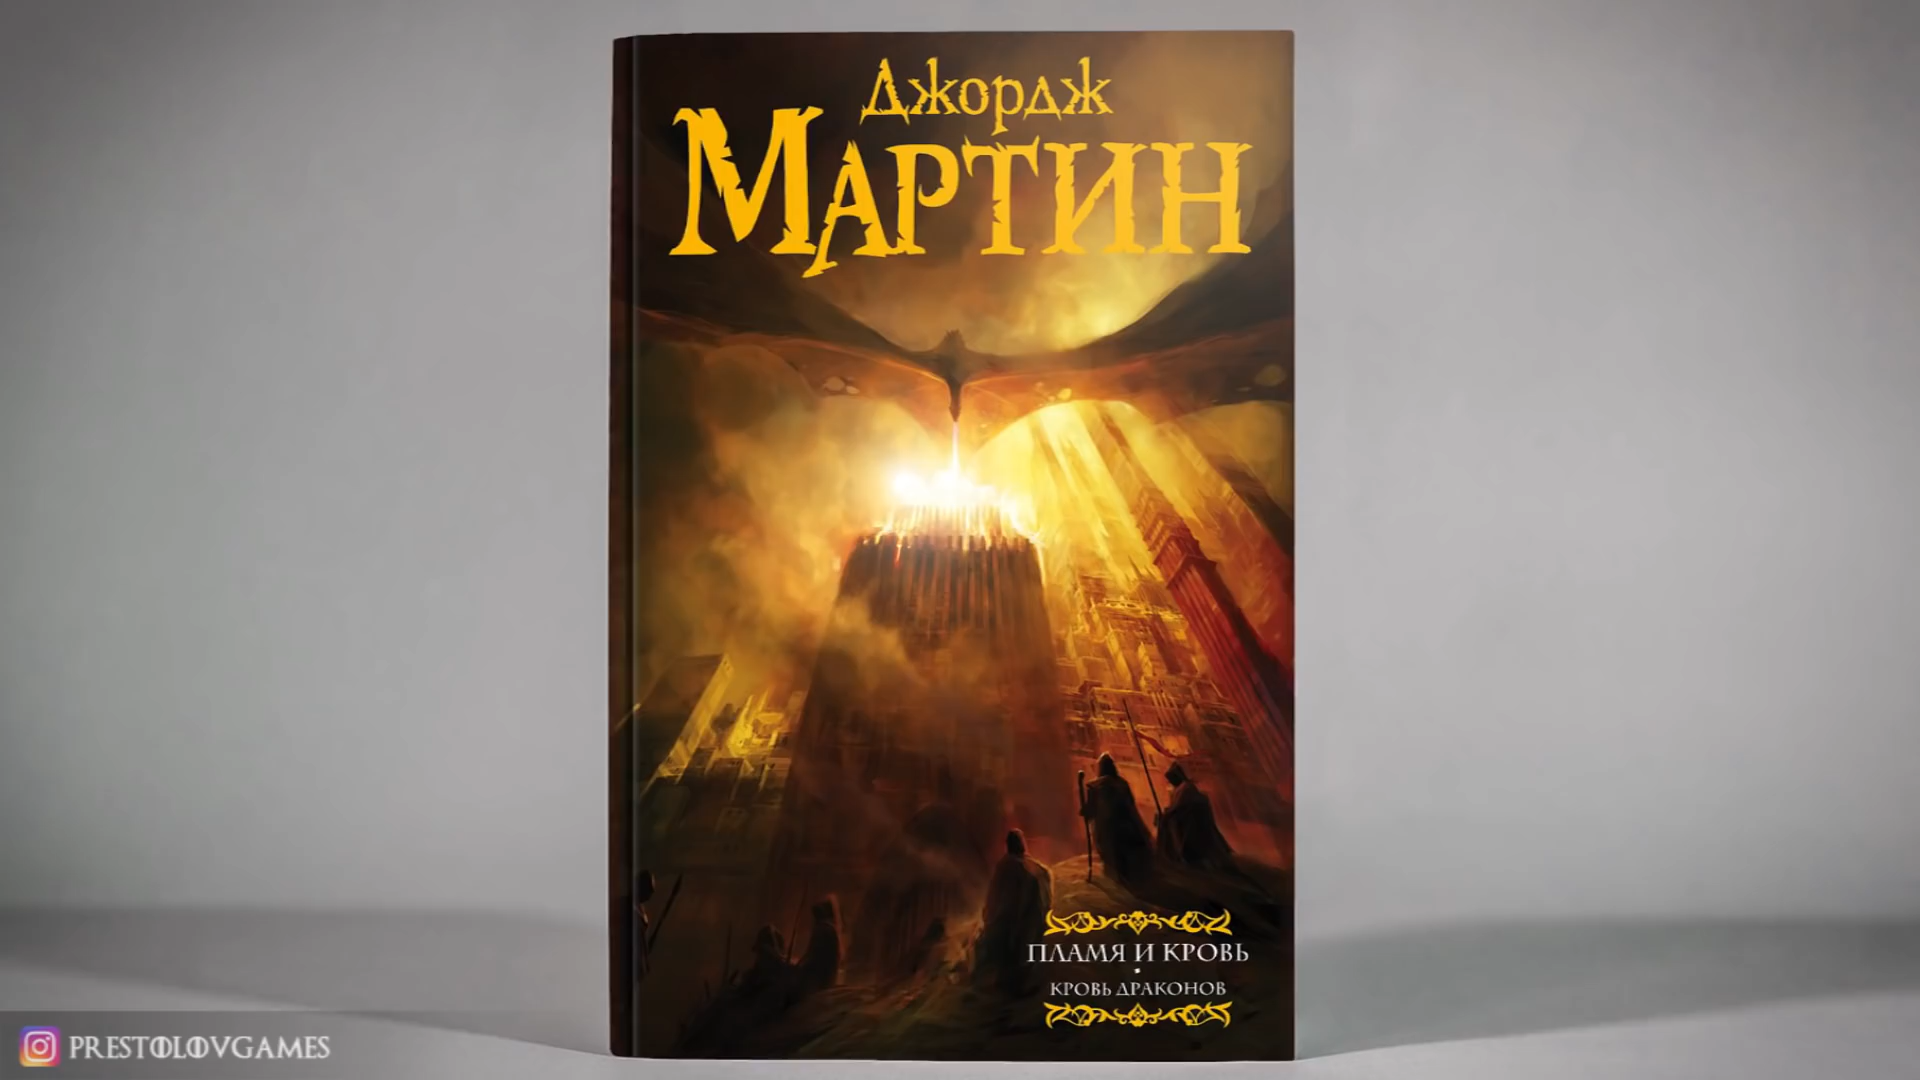 Джордж
Мартин
ПЛАМЯ И КРОВЬ
КРОВЬ ДРАКОНОВ
PRESTOLOVGAMES